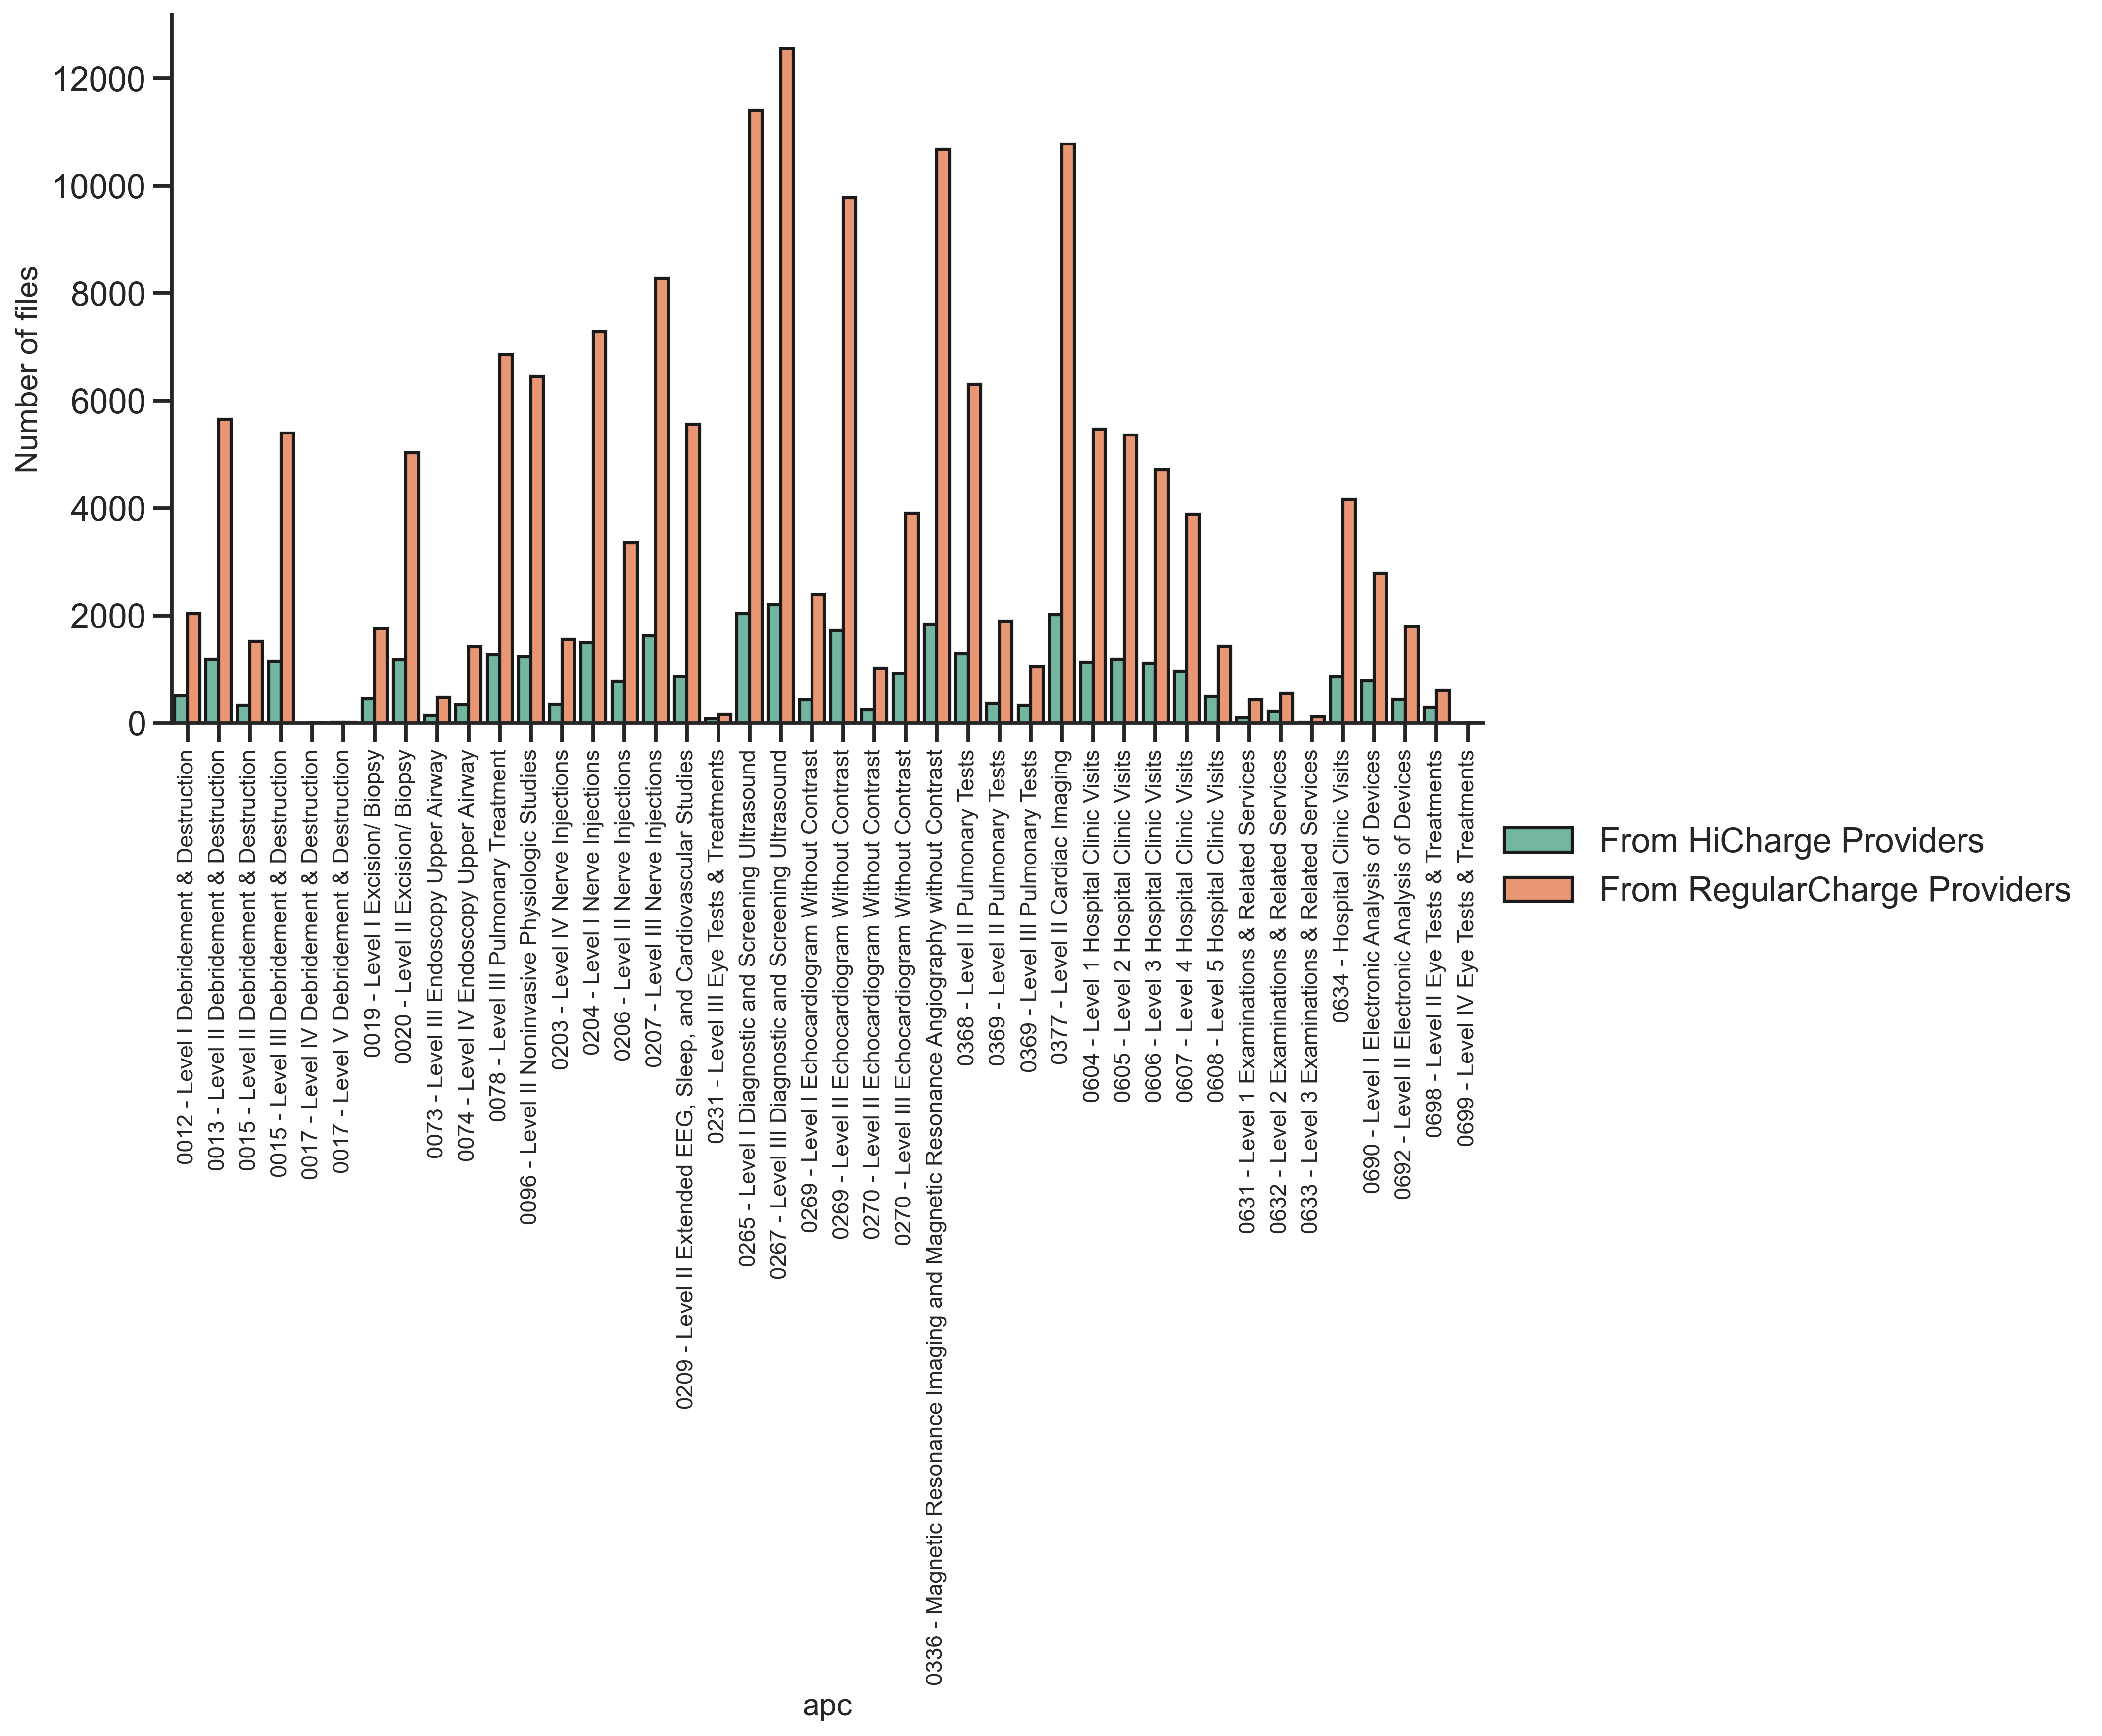 12000
10000
8000
6000
4000
2000
0
Number of files
0012 - Level I Debridement & Destruction
0013 - Level II Debridement & Destruction
0015 - Level II Debridement & Destruction
0015 - Level III Debridement & Destruction
0017 - Level IV Debridement & Destruction
0017 - Level V Debridement & Destruction
0019 - Level I Excision/ Biopsy
0020 - Level II Excision/ Biopsy
0073 - Level III Endoscopy Upper Airway
0074 - Level IV Endoscopy Upper Airway
0078 - Level III Pulmonary Treatment
0096 - Level II Noninvasive Physiologic Studies
0203 - Level IV Nerve Injections
0204 - Level I Nerve Injections
0206 - Level II Nerve Injections
0207 - Level III Nerve Injections
0209 - Level II Extended EEG, Sleep, and Cardiovascular Studies
0231 - Level III Eye Tests & Treatments
0265 - Level I Diagnostic and Screening Ultrasound
0267 - Level III Diagnostic and Screening Ultrasound
0269 - Level I Echocardiogram Without Contrast
0269 - Level II Echocardiogram Without Contrast
0270 - Level II Echocardiogram Without Contrast
0270 - Level III Echocardiogram Without Contrast
0336 - Magnetic Resonance Imaging and Magnetic Resonance Angiography without Contrast
0368 - Level II Pulmonary Tests
0369 - Level II Pulmonary Tests
0369 - Level III Pulmonary Tests
0377 - Level II Cardiac Imaging
0604 - Level 1 Hospital Clinic Visits
0605 - Level 2 Hospital Clinic Visits
0606 - Level 3 Hospital Clinic Visits
0607 - Level 4 Hospital Clinic Visits
0608 - Level 5 Hospital Clinic Visits
0631 - Level 1 Examinations & Related Services
0632 - Level 2 Examinations & Related Services
0633 - Level 3 Examinations & Related Services
0634 - Hospital Clinic Visits
0690 - Level I Electronic Analysis of Devices
0692 - Level II Electronic Analysis of Devices
0698 - Level II Eye Tests & Treatments
0699 - Level IV Eye Tests & Treatments
apc
From HiCharge Providers
From RegularCharge Providers